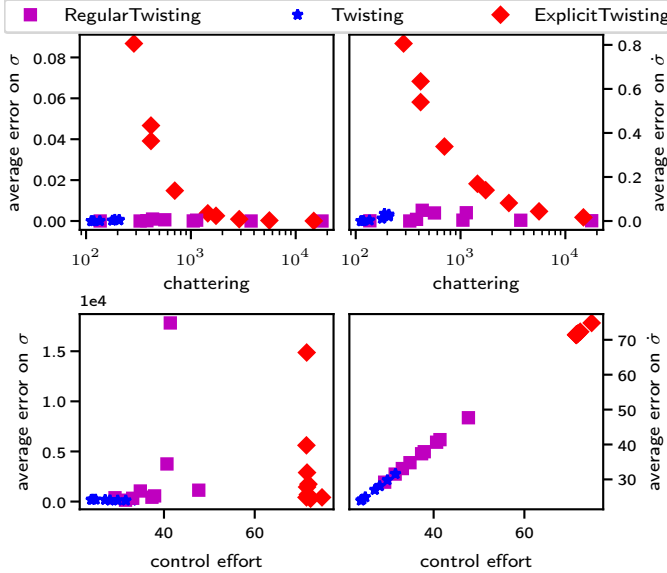 RegularTwisting Twisting ExplicitTwisting
average error on σ
0.08
0.06
0.04
0.02
0.00
10² 10³ 10⁴
chattering
average error on σ̇
0.8
0.6
0.4
0.2
0.0
10² 10³ 10⁴
chattering
1e4
average error on σ
1.5
1.0
0.5
0.0
40 60
control effort
average error on σ̇
70
60
50
40
30
40 60
control effort